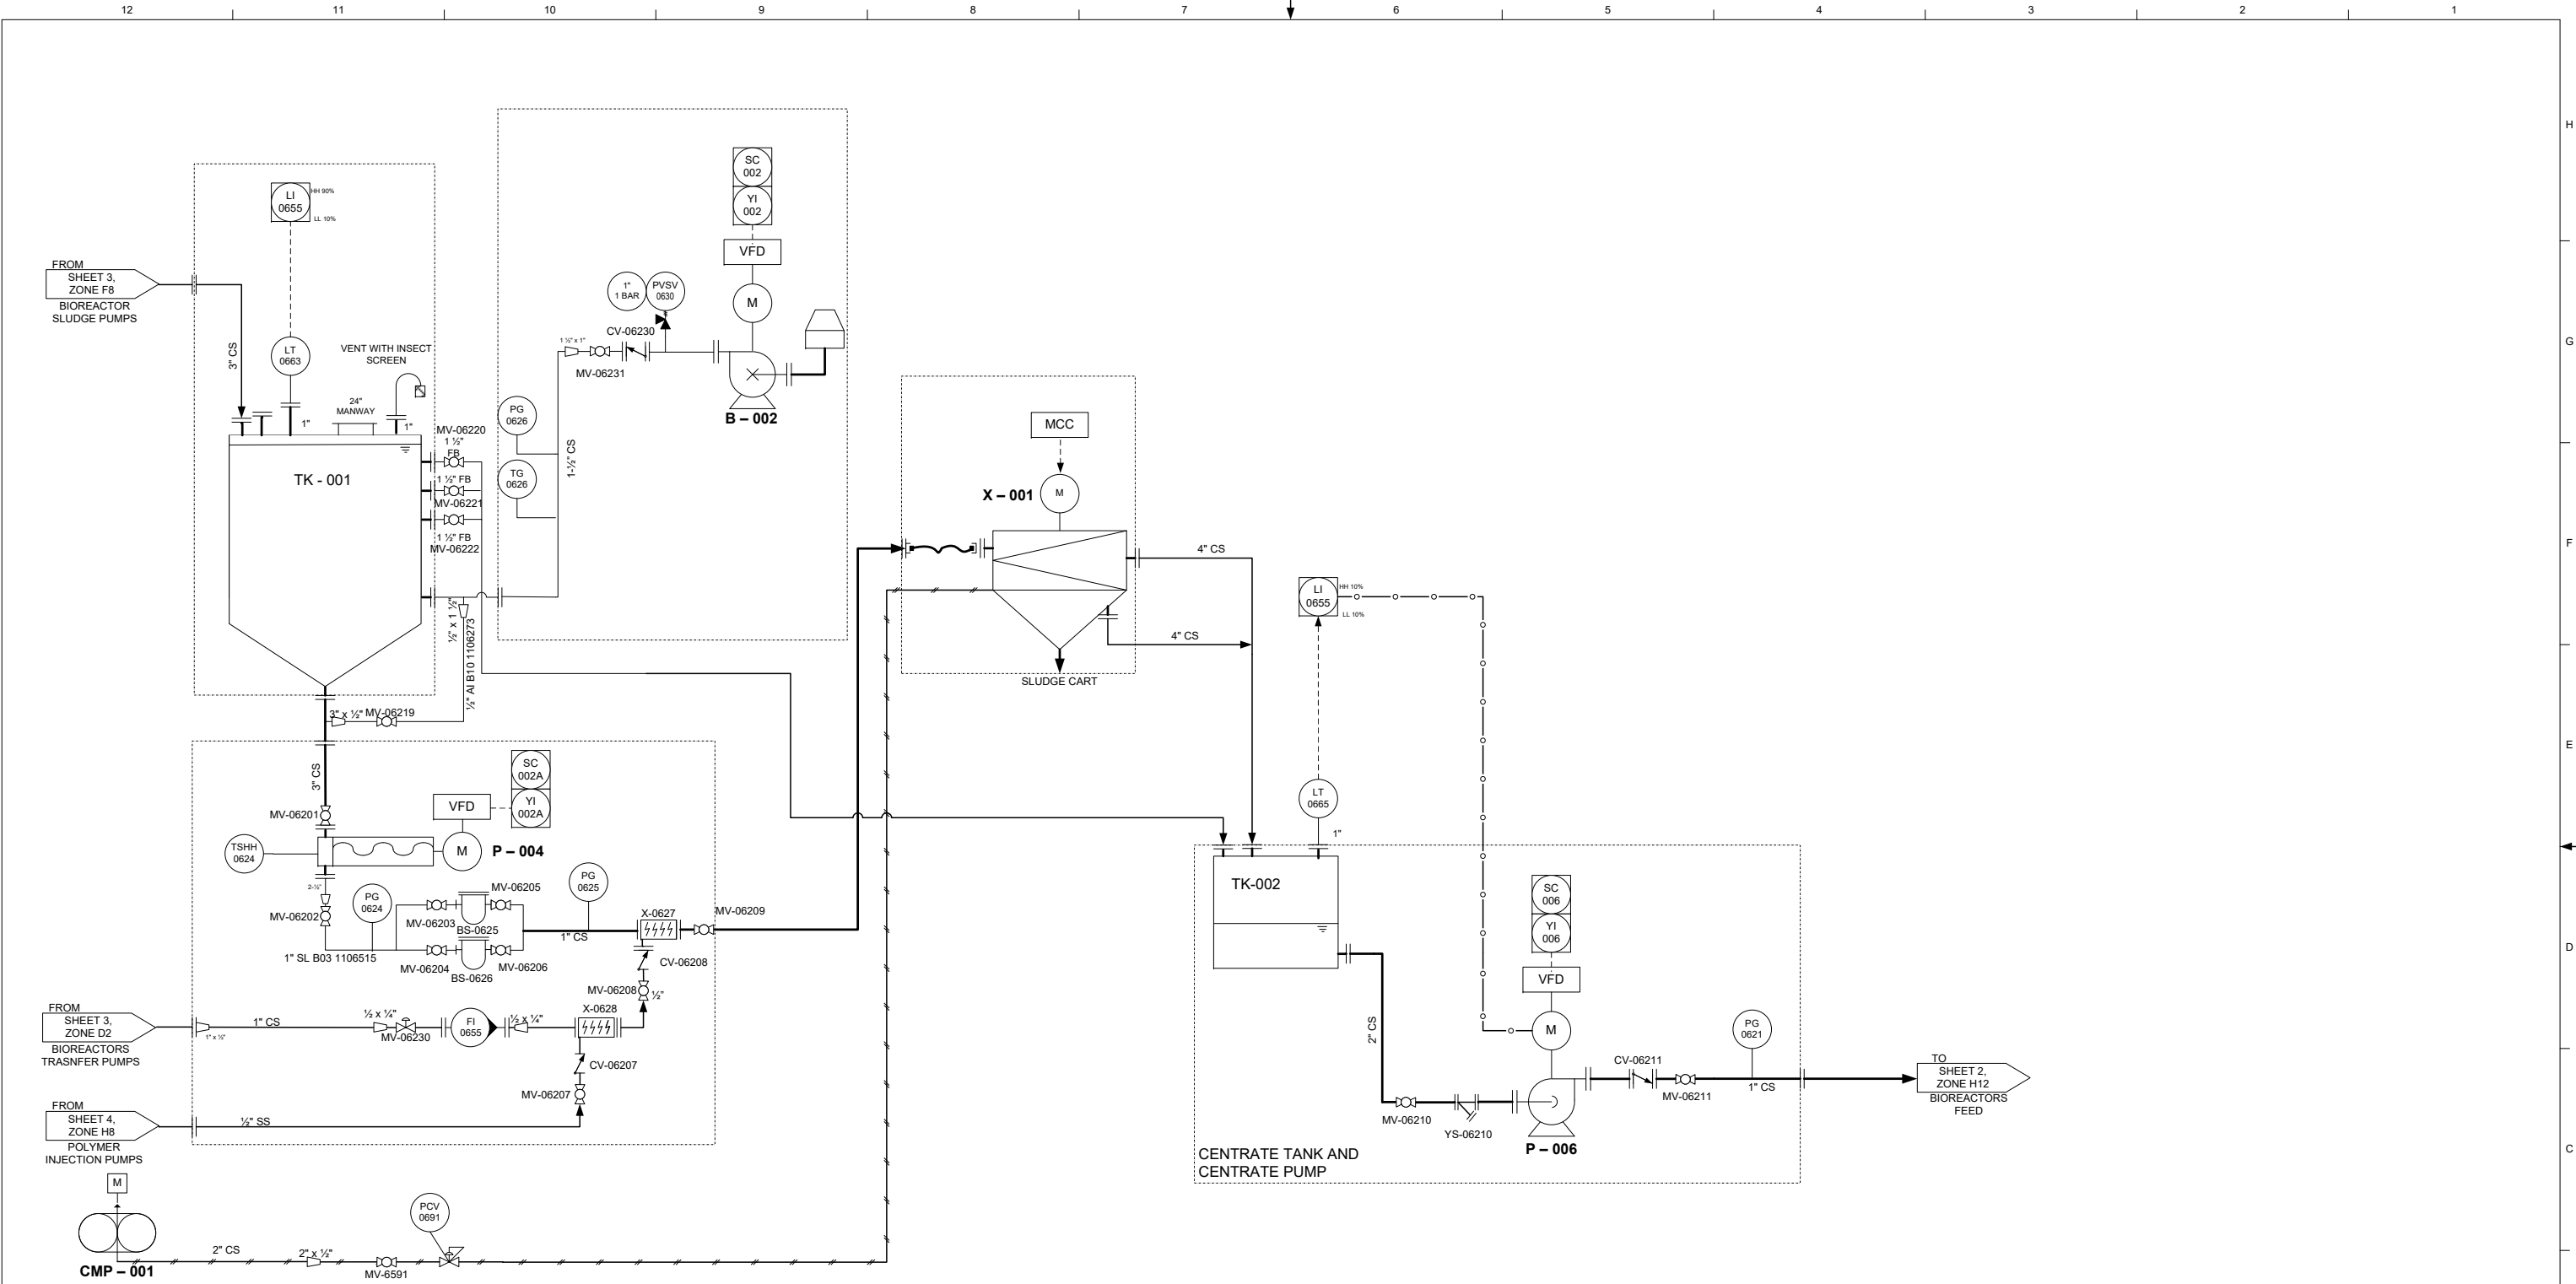 12 11 10 9 8 7 6 5 4 3 2 1
H
G
F
E
D
C
FROM
SHEET 3,
ZONE F8
BIOREACTOR
SLUDGE PUMPS
LI
0655
HH 90%
LL 10%
3" CS
LT
0663
VENT WITH INSECT
SCREEN
24"
MANWAY
1"
1"
TK - 001
MV-06220
1 ½"
FB
1 ½" FB
MV-06221
1 ½" FB
MV-06222
½" x 1 ½"
½" AI B10 1106273
3" x ½"
MV-06219
SC
002
YI
002
VFD
M
1"
1 BAR
PVSV
0630
CV-06230
1 ½" x 1"
MV-06231
B – 002
PG
0626
TG
0626
1-½" CS
MCC
X – 001
M
4" CS
4" CS
SLUDGE CART
3" CS
SC
002A
YI
002A
VFD
MV-06201
TSHH
0624
M
P – 004
2-½"
MV-06202
PG
0624
MV-06205
MV-06203
BS-0625
MV-06204
MV-06206
BS-0626
1" SL B03 1106515
PG
0625
1" CS
X-0627
MV-06209
CV-06208
MV-06208
½"
FROM
SHEET 3,
ZONE D2
BIOREACTORS
TRASNFER PUMPS
1" x ½"
1" CS
½ x ¼"
MV-06230
FI
0655
½ x ¼"
X-0628
CV-06207
MV-06207
FROM
SHEET 4,
ZONE H8
POLYMER
INJECTION PUMPS
½" SS
M
CMP – 001
2" CS
2" x ½"
MV-6591
PCV
0691
LI
0655
HH 10%
LL 10%
LT
0665
1"
TK-002
2" CS
SC
006
YI
006
VFD
M
MV-06210
YS-06210
P – 006
CV-06211
MV-06211
PG
0621
1" CS
TO
SHEET 2,
ZONE H12
BIOREACTORS
FEED
CENTRATE TANK AND
CENTRATE PUMP